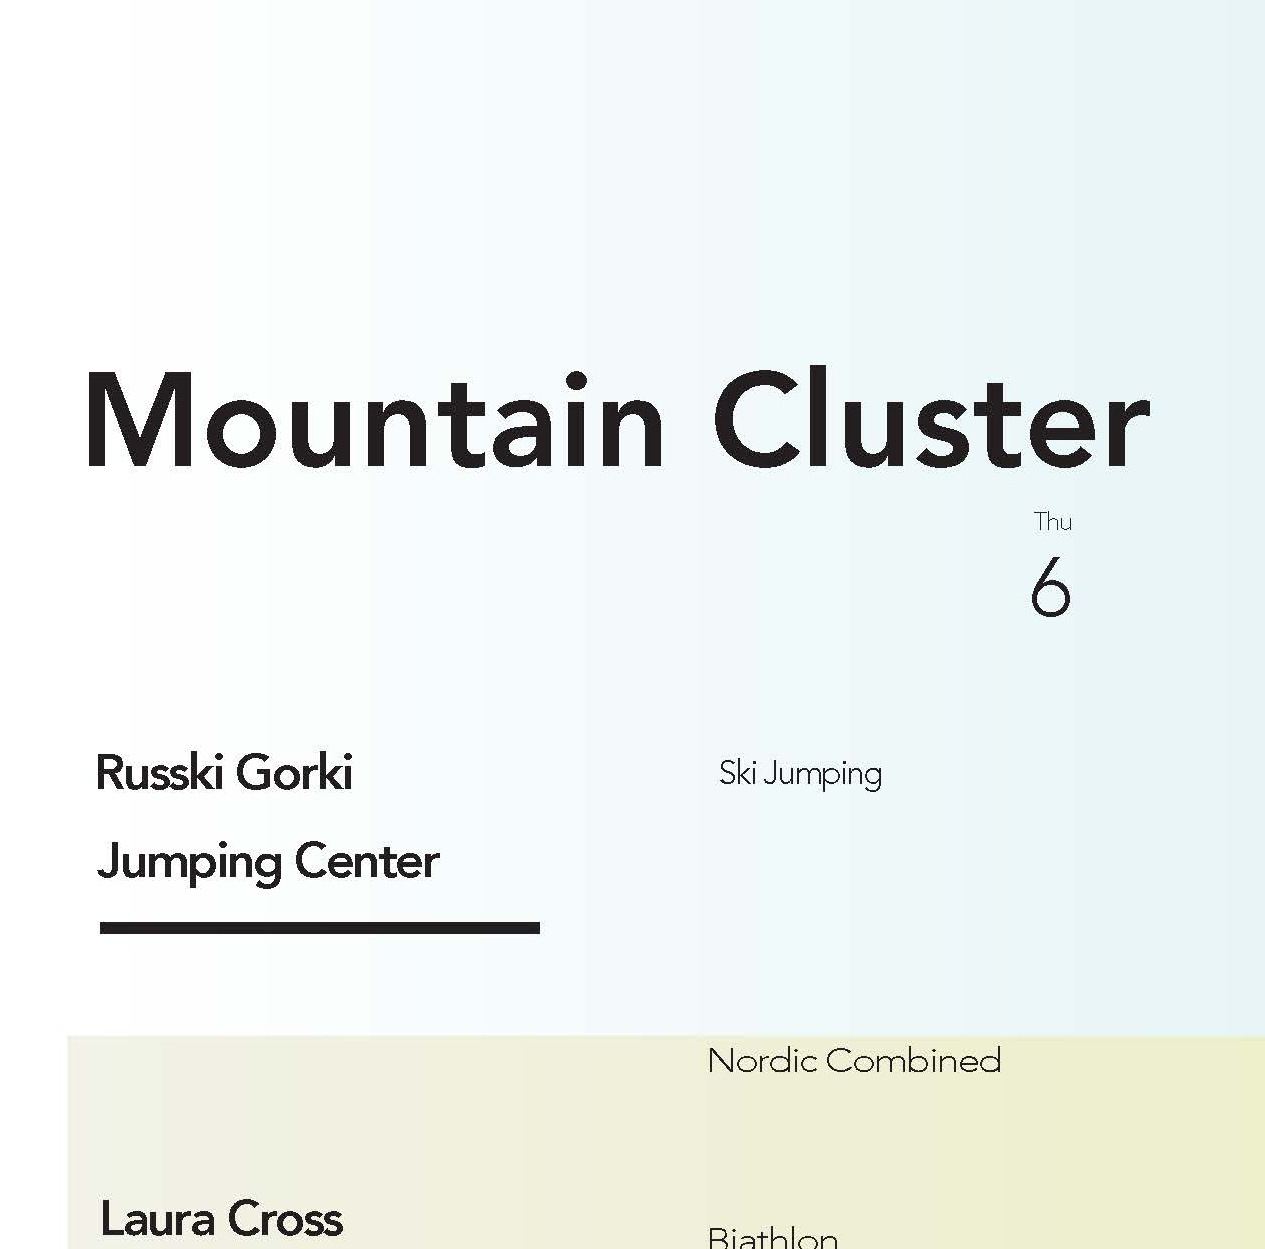 Mountain Cluster
Thu
6
Russki Gorki
Ski Jumping
Jumping Center
Nordic Combined
Laura Cross
Biathlon